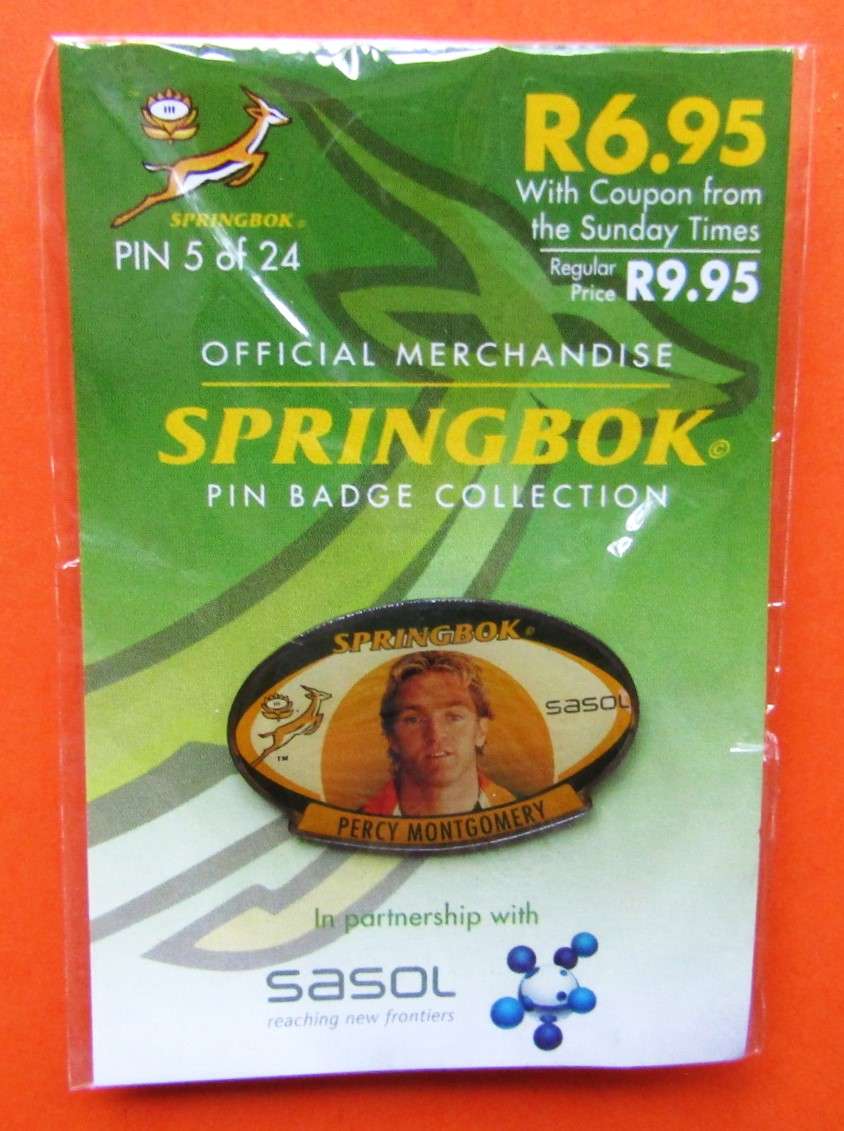 SPRINGBOK ©
PIN 5 of 24
R6.95
With Coupon from
the Sunday Times
Regular
Price R9.95
OFFICIAL MERCHANDISE
SPRINGBOK©
PIN BADGE COLLECTION
SPRINGBOK
sasol
TM
PERCY MONTGOMERY
In partnership with
sasol
reaching new frontiers